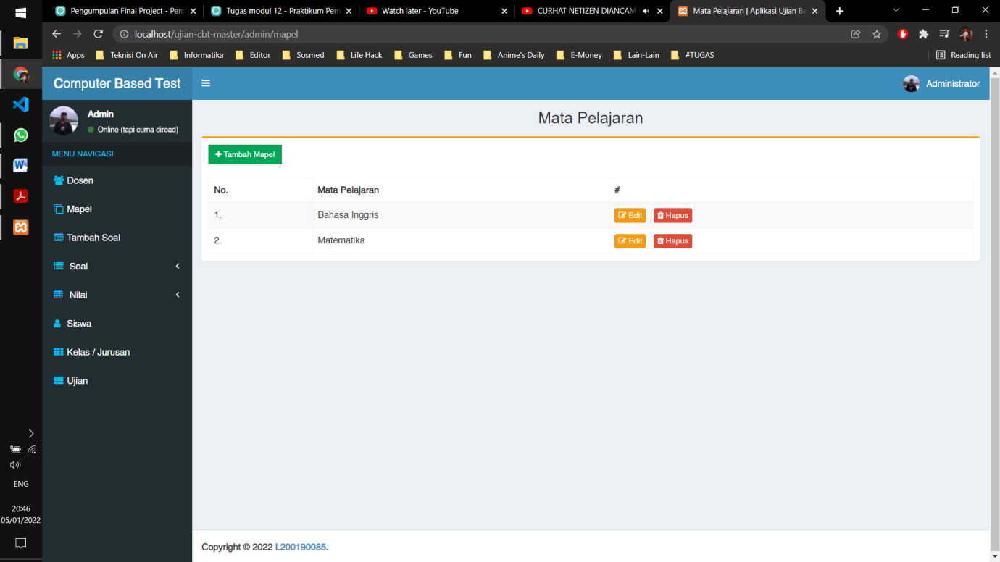 Pengumpulan Final Project - Pem
Tugas modul 12 - Praktikum Pem
Watch later - YouTube
CURHAT NETIZEN DIANCAM
Mata Pelajaran | Aplikasi Ujian Be
localhost/ujian-cbt-master/admin/mapel
Apps Teknisi On Air Informatika Editor Sosmed Life Hack Games Fun Anime's Daily E-Money Lain-Lain #TUGAS Reading list
Computer Based Test
Administrator
Admin
Online (tapi cuma diread)
MENU NAVIGASI
Dosen
Mapel
Tambah Soal
Soal
Nilai
Siswa
Kelas / Jurusan
Ujian
Mata Pelajaran
Tambah Mapel
No. Mata Pelajaran #
1. Bahasa Inggris Edit Hapus
2. Matematika Edit Hapus
Copyright © 2022 L200190085.
ENG
20:46
05/01/2022